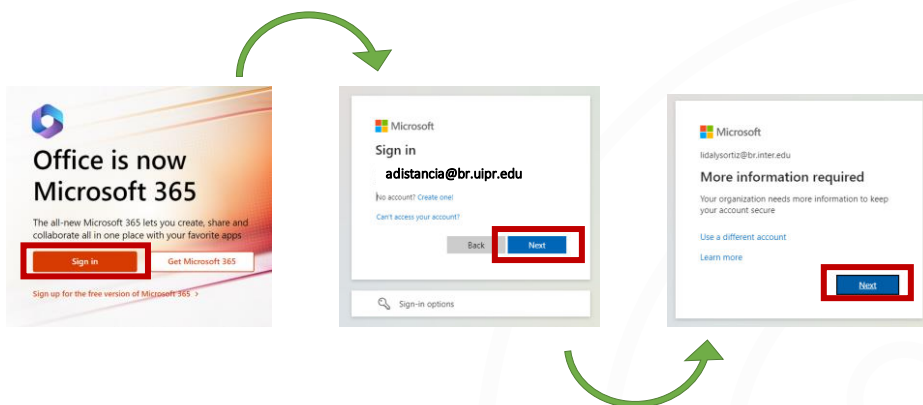 Office is now
Microsoft 365
The all-new Microsoft 365 lets you create, share and
collaborate all in one place with your favorite apps
Sign in
Get Microsoft 365
Sign up for the free version of Microsoft 365 >
Microsoft
Sign in
adistancia@br.uipr.edu
No account? Create one!
Can't access your account?
Back
Next
Sign-in options
Microsoft
lidalysortiz@br.inter.edu
More information required
Your organization needs more information to keep
your account secure
Use a different account
Learn more
Next